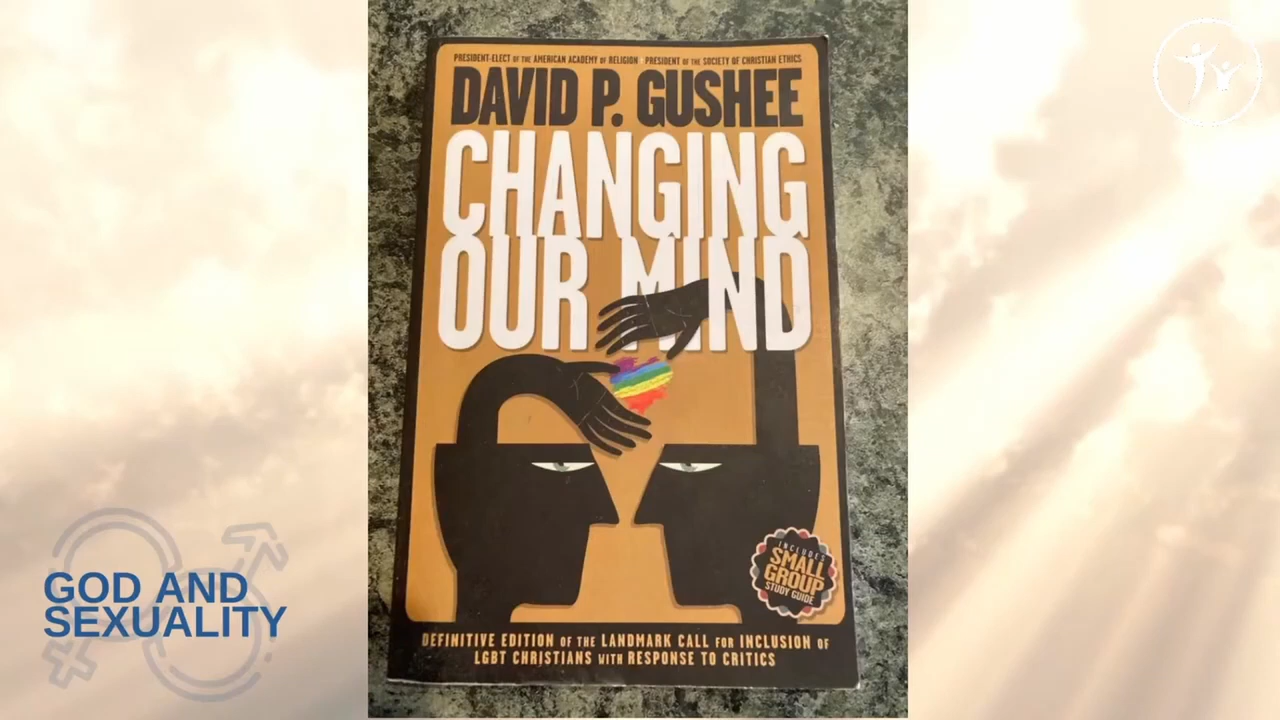 PRESIDENT-ELECT OF THE AMERICAN ACADEMY OF RELIGION PRESIDENT OF THE SOCIETY OF CHRISTIAN ETHICS
DAVID P. GUSHEE
CHANGING
OUR MIND
INCLUDES
SMALL
GROUP
STUDY GUIDE
DEFINITIVE EDITION OF THE LANDMARK CALL FOR INCLUSION OF
LGBT CHRISTIANS WITH RESPONSE TO CRITICS
GOD AND
SEXUALITY